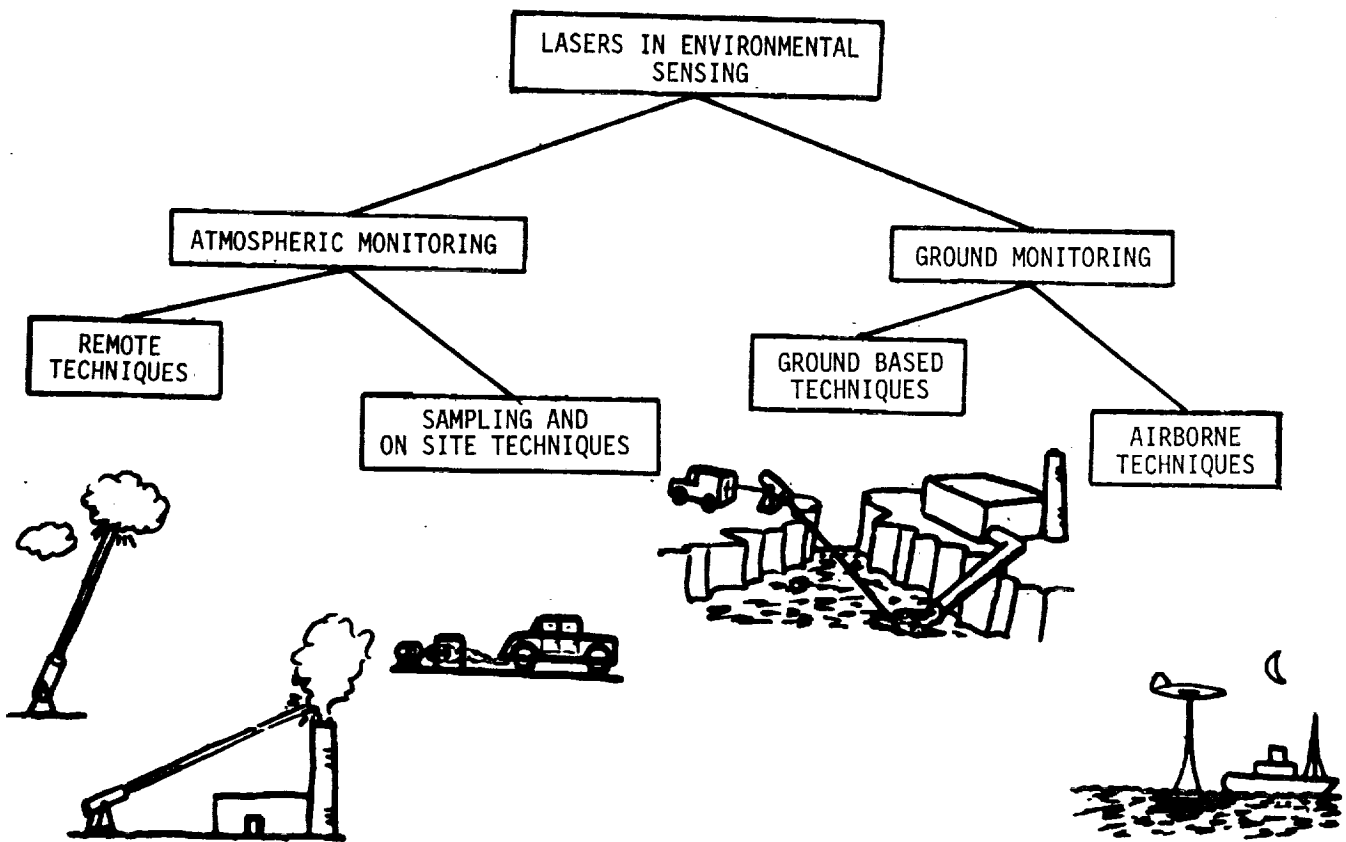 LASERS IN ENVIRONMENTAL
SENSING
ATMOSPHERIC MONITORING
GROUND MONITORING
REMOTE
TECHNIQUES
SAMPLING AND
ON SITE TECHNIQUES
GROUND BASED
TECHNIQUES
AIRBORNE
TECHNIQUES